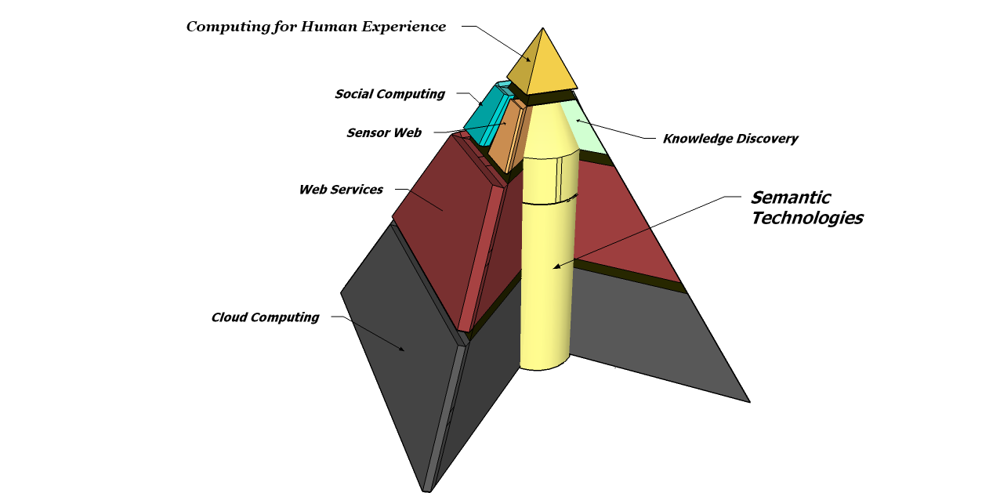 Computing for Human Experience
Social Computing
Sensor Web
Knowledge Discovery
Web Services
Semantic
Technologies
Cloud Computing